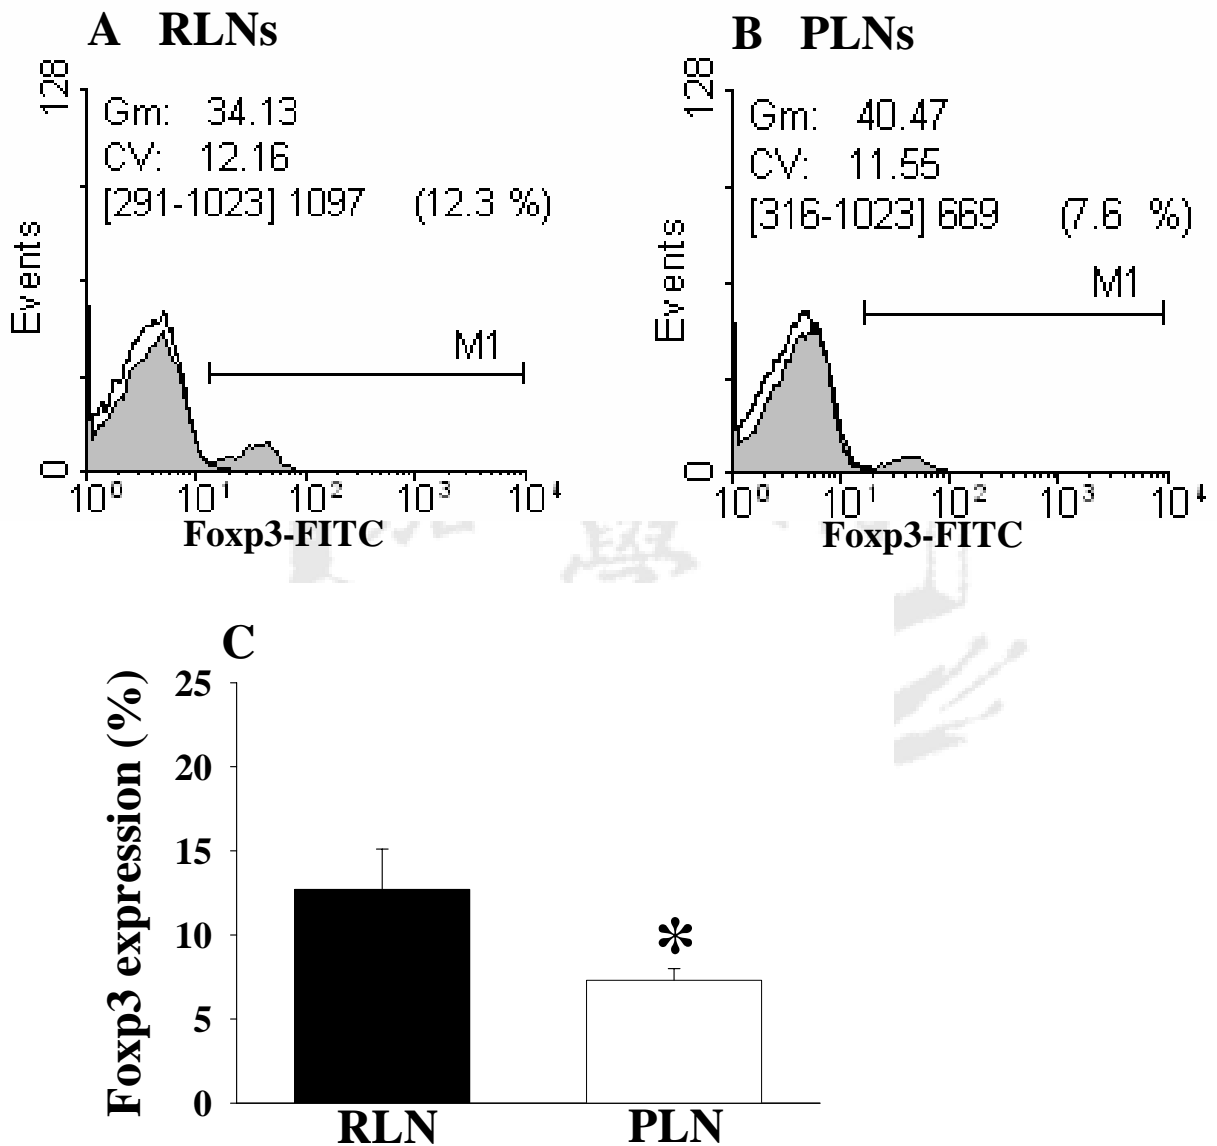 A RLNs
128
Gm: 34.13
CV: 12.16
[291-1023] 1097 (12.3 %)
Events
M1
0
10⁰ 10¹ 10² 10³ 10⁴
Foxp3-FITC
B PLNs
128
Gm: 40.47
CV: 11.55
[316-1023] 669 (7.6 %)
Events
M1
0
10⁰ 10¹ 10² 10³ 10⁴
Foxp3-FITC
學
C
Foxp3 expression (%)
25
20
15
10
5
0
*
RLN PLN